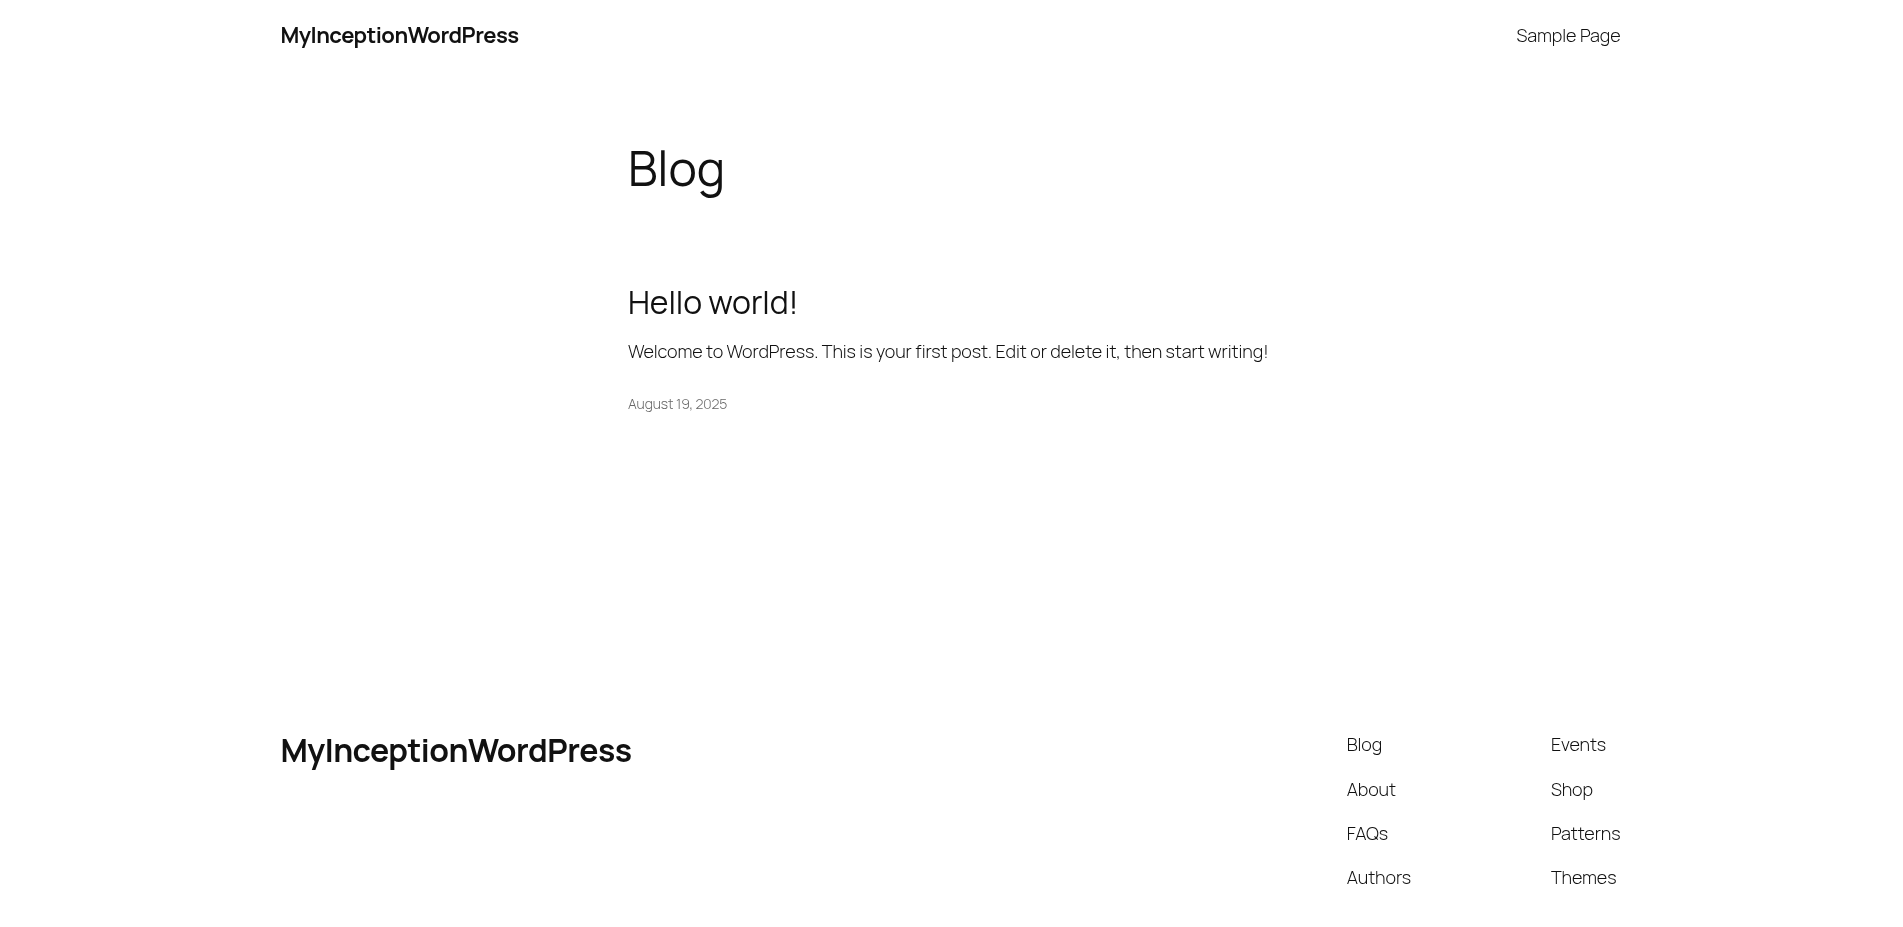 MyInceptionWordPress
Sample Page
Blog
Hello world!
Welcome to WordPress. This is your first post. Edit or delete it, then start writing!
August 19, 2025
MyInceptionWordPress
Blog
About
FAQs
Authors
Events
Shop
Patterns
Themes